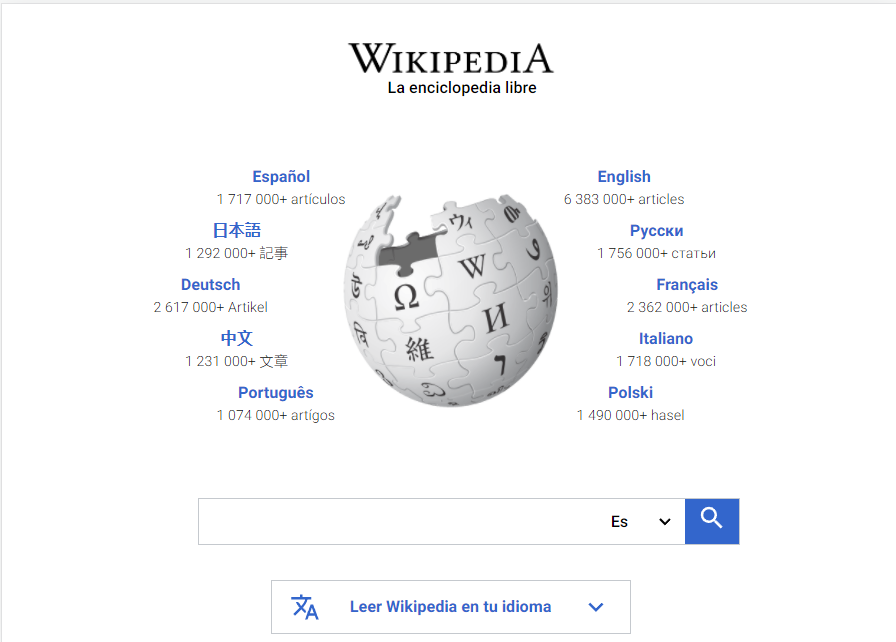 WIKIPEDIA
La enciclopedia libre
Español
1 717 000+ artículos
English
6 383 000+ articles
日本語
1 292 000+ 記事
Русски
1 756 000+ статьи
Deutsch
2 617 000+ Artikel
Français
2 362 000+ articles
中文
1 231 000+ 文章
Italiano
1 718 000+ voci
Português
1 074 000+ artígos
Polski
1 490 000+ hasel
Ω
W
И
維
Es
Leer Wikipedia en tu idioma